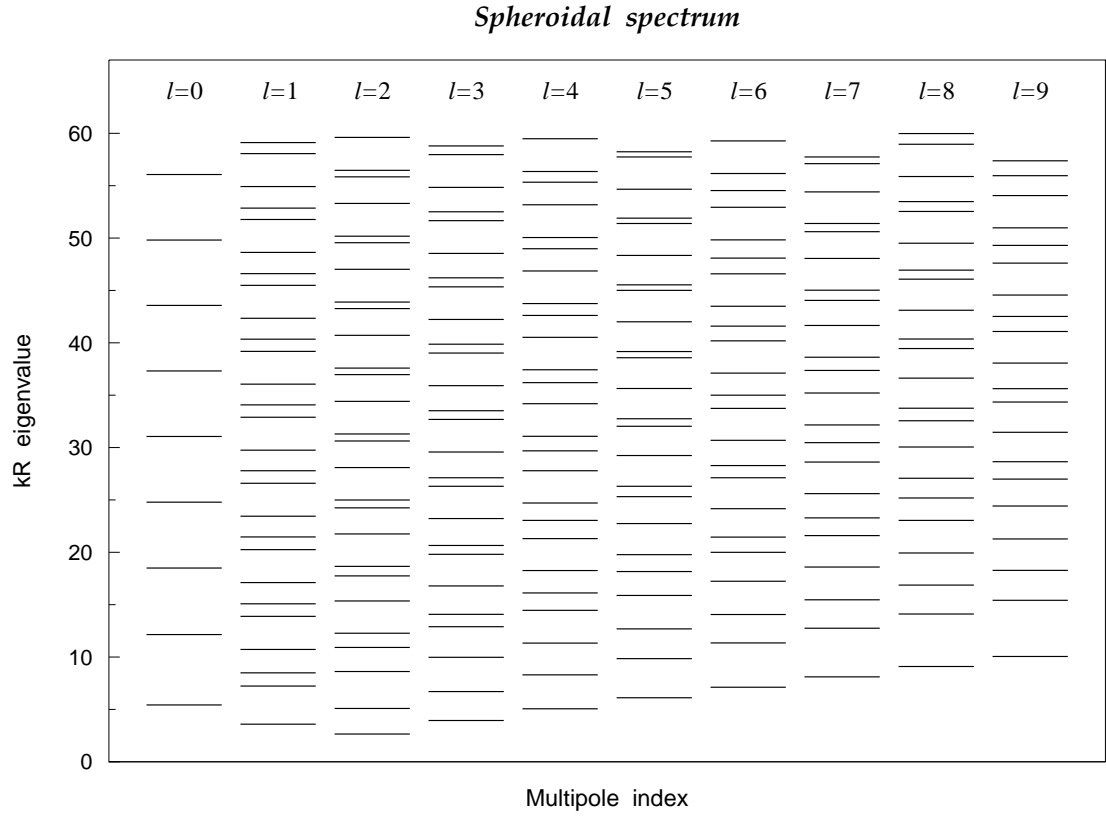 Spheroidal spectrum
l=0 l=1 l=2 l=3 l=4 l=5 l=6 l=7 l=8 l=9
60
50
40
30
20
10
0
kR eigenvalue
Multipole index